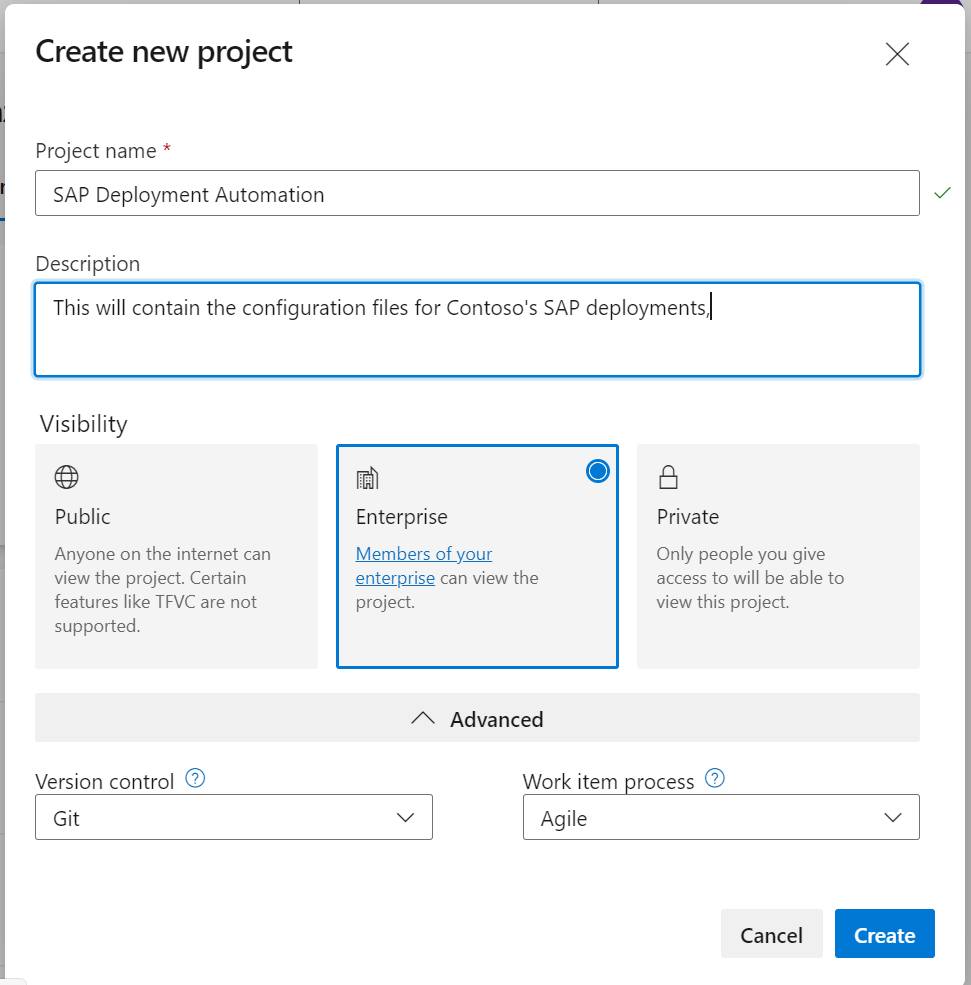 Create new project
Project name *
SAP Deployment Automation
Description
This will contain the configuration files for Contoso's SAP deployments,
Visibility
Public
Anyone on the internet can
view the project. Certain
features like TFVC are not
supported.
Enterprise
Members of your
enterprise can view the
project.
Private
Only people you give
access to will be able to
view this project.
Advanced
Version control ?
Git
Work item process ?
Agile
Cancel
Create